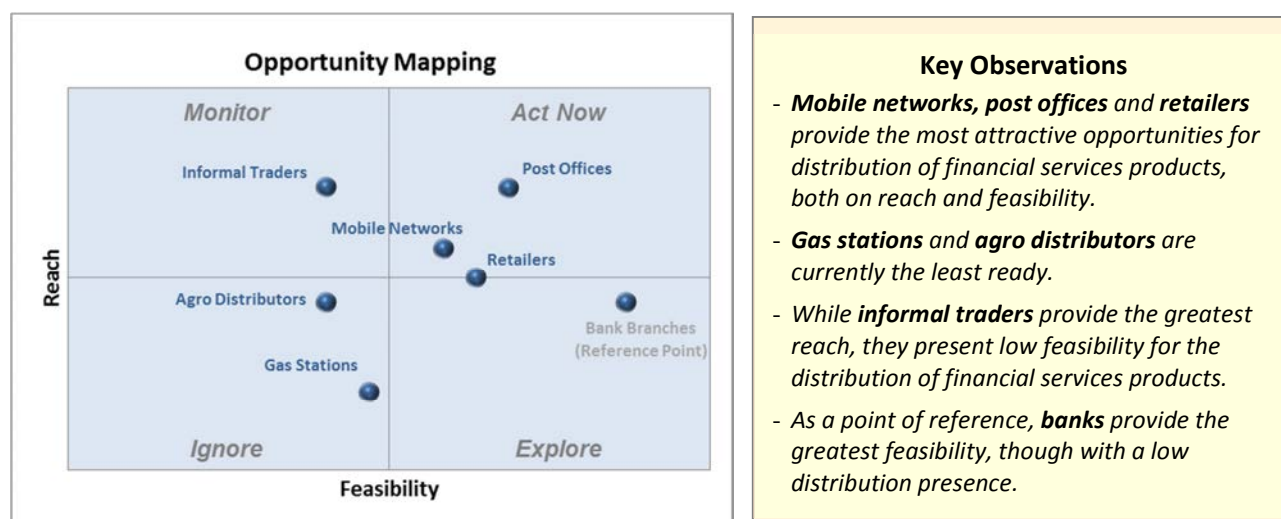 Opportunity Mapping
Monitor
Act Now
Informal Traders
Post Offices
Mobile Networks
Retailers
Reach
Agro Distributors
Bank Branches
(Reference Point)
Gas Stations
Ignore
Explore
Feasibility
Key Observations
- Mobile networks, post offices and retailers
provide the most attractive opportunities for
distribution of financial services products,
both on reach and feasibility.
- Gas stations and agro distributors are
currently the least ready.
- While informal traders provide the greatest
reach, they present low feasibility for the
distribution of financial services products.
- As a point of reference, banks provide the
greatest feasibility, though with a low
distribution presence.